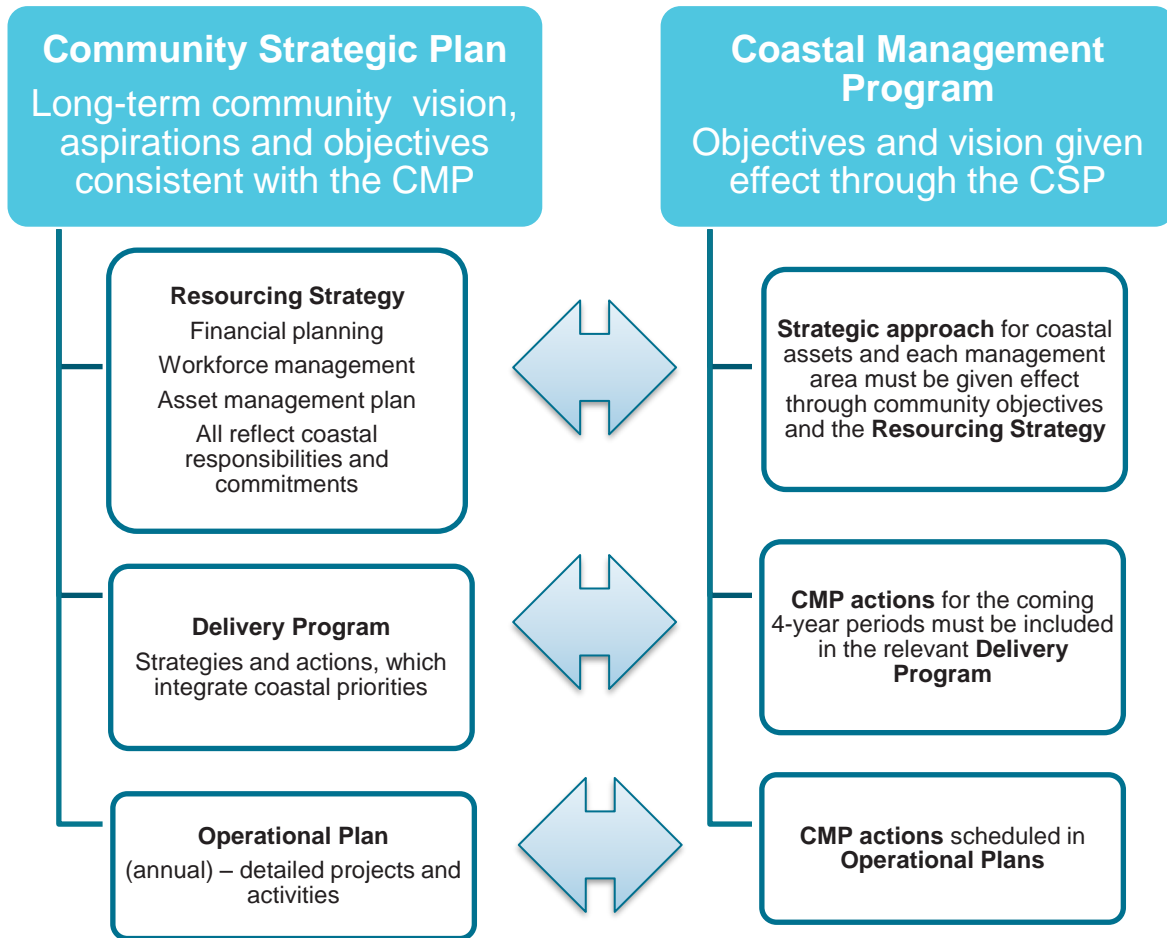 Community Strategic Plan
Long-term community vision,
aspirations and objectives
consistent with the CMP
Resourcing Strategy
Financial planning
Workforce management
Asset management plan
All reflect coastal
responsibilities and
commitments
Delivery Program
Strategies and actions, which
integrate coastal priorities
Operational Plan
(annual) – detailed projects and
activities
Coastal Management
Program
Objectives and vision given
effect through the CSP
Strategic approach for coastal
assets and each management
area must be given effect
through community objectives
and the Resourcing Strategy
CMP actions for the coming
4-year periods must be included
in the relevant Delivery
Program
CMP actions scheduled in
Operational Plans